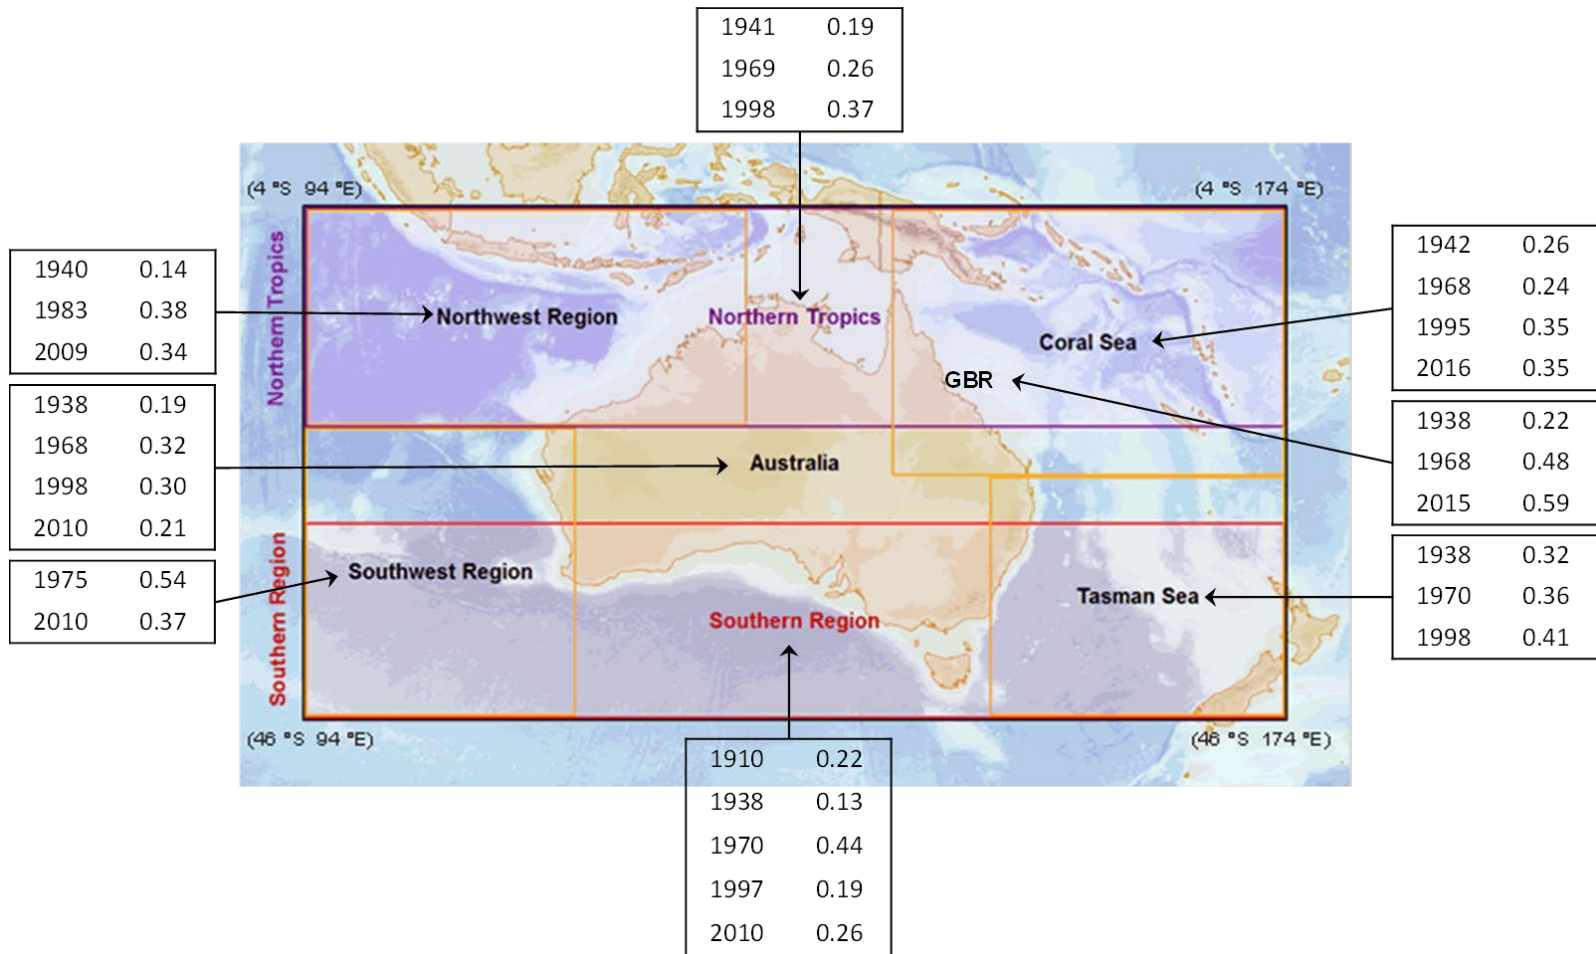 1941 0.19
1969 0.26
1998 0.37
(4 °S 94 °E)
(4 °S 174 °E)
Northern Tropics
1940 0.14
1983 0.38
2009 0.34
Northwest Region
Northern Tropics
Coral Sea
GBR
1942 0.26
1968 0.24
1995 0.35
2016 0.35
1938 0.19
1968 0.32
1998 0.30
2010 0.21
Australia
1938 0.22
1968 0.48
2015 0.59
Southern Region
1975 0.54
2010 0.37
Southwest Region
Southern Region
Tasman Sea
1938 0.32
1970 0.36
1998 0.41
(46 °S 94 °E)
(46 °S 174 °E)
1910 0.22
1938 0.13
1970 0.44
1997 0.19
2010 0.26